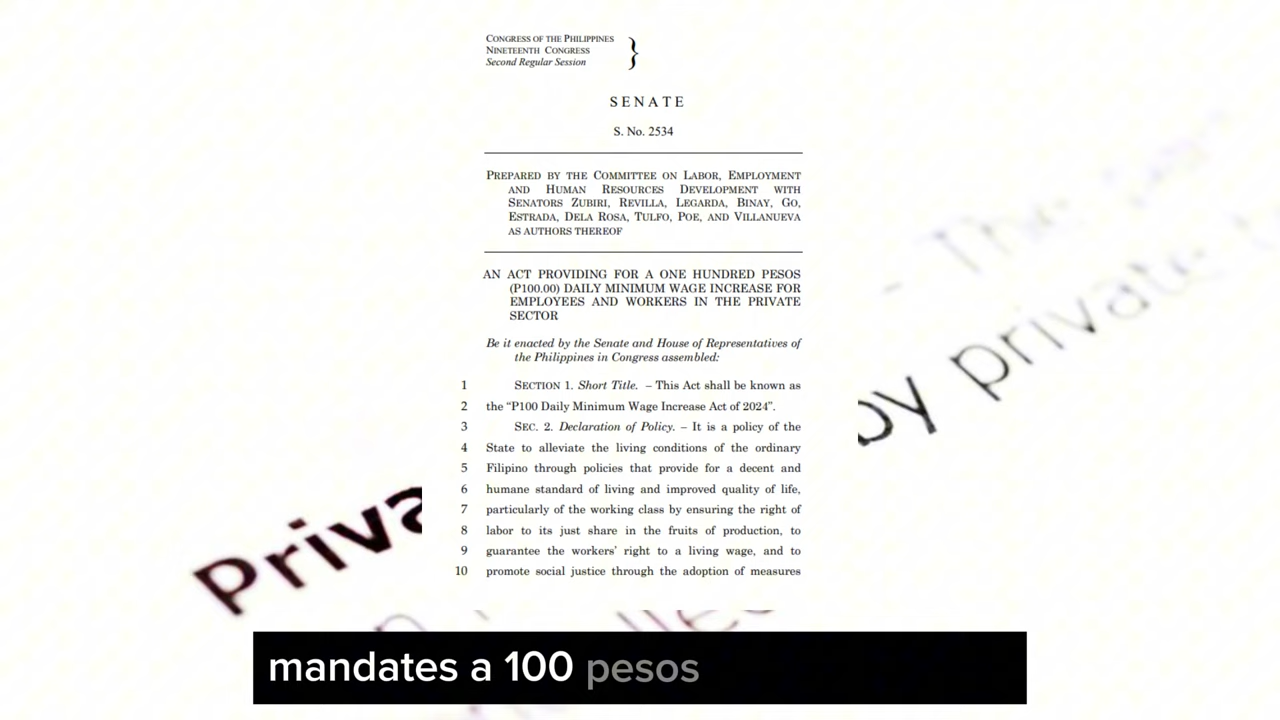 CONGRESS OF THE PHILIPPINES
NINETEENTH CONGRESS
Second Regular Session
}
SENATE
S. No. 2534
PREPARED BY THE COMMITTEE ON LABOR, EMPLOYMENT
AND HUMAN RESOURCES DEVELOPMENT WITH
SENATORS ZUBIRI, REVILLA, LEGARDA, BINAY, GO,
ESTRADA, DELA ROSA, TULFO, POE, AND VILLANUEVA
AS AUTHORS THEREOF
AN ACT PROVIDING FOR A ONE HUNDRED PESOS
(P100.00) DAILY MINIMUM WAGE INCREASE FOR
EMPLOYEES AND WORKERS IN THE PRIVATE
SECTOR
Be it enacted by the Senate and House of Representatives of
the Philippines in Congress assembled:
1 SECTION 1. Short Title. – This Act shall be known as
2 the “P100 Daily Minimum Wage Increase Act of 2024”.
3 SEC. 2. Declaration of Policy. – It is a policy of the
4 State to alleviate the living conditions of the ordinary
5 Filipino through policies that provide for a decent and
6 humane standard of living and improved quality of life,
7 particularly of the working class by ensuring the right of
8 labor to its just share in the fruits of production, to
9 guarantee the workers’ right to a living wage, and to
10 promote social justice through the adoption of measures
- The
by private
Priva
mandates a 100 pesos